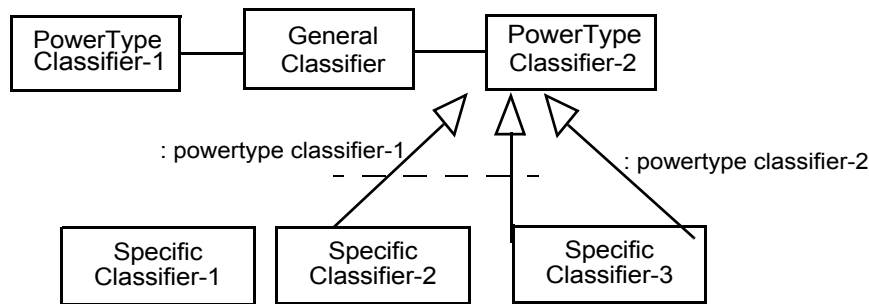 PowerType
Classifier-1
General
Classifier
PowerType
Classifier-2
: powertype classifier-1
: powertype classifier-2
Specific
Classifier-1
Specific
Classifier-2
Specific
Classifier-3